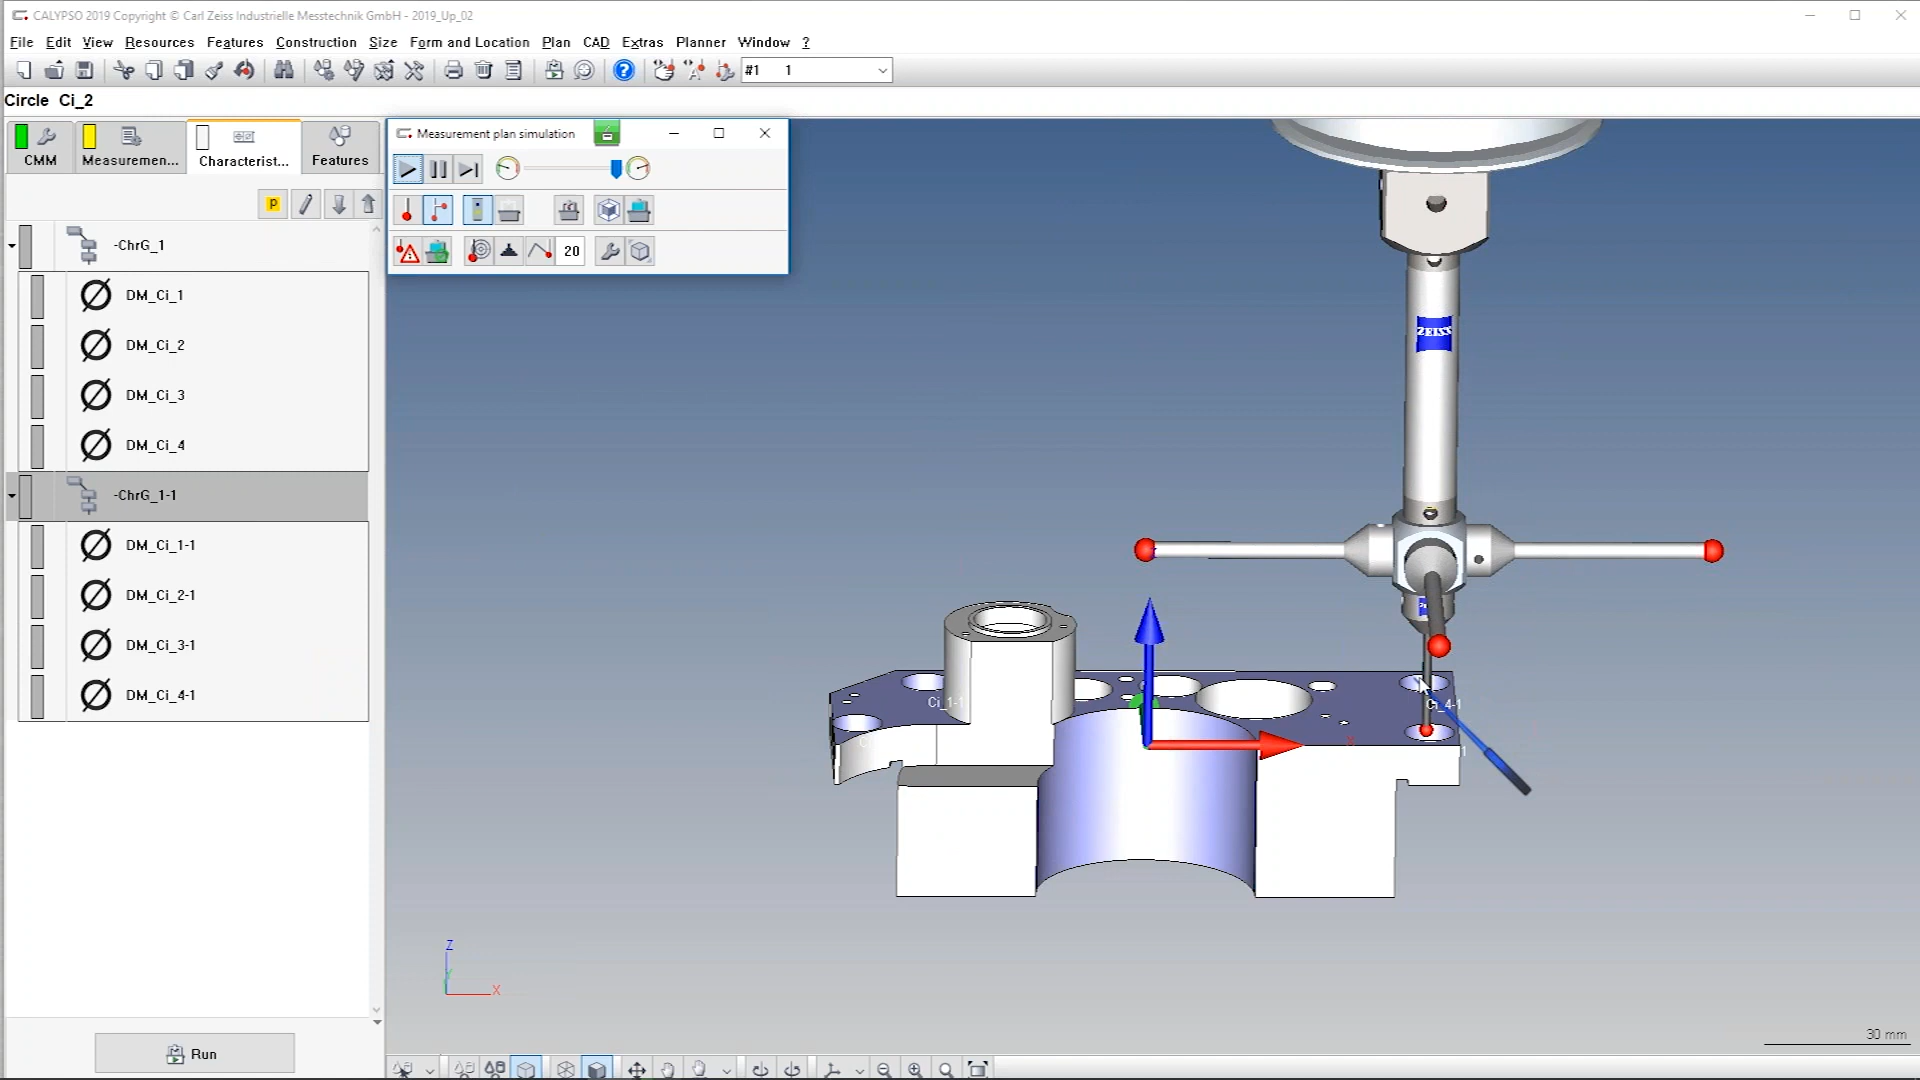 CALYPSO 2019 Copyright © Carl Zeiss Industrielle Messtechnik GmbH - 2019_Up_02
File Edit View Resources Features Construction Size Form and Location Plan CAD Extras Planner Window ?
#1 1
Circle Ci_2
CMM Measuremen... Characterist... Features
Measurement plan simulation
P
20
-ChrG_1
DM_Ci_1
DM_Ci_2
DM_Ci_3
DM_Ci_4
-ChrG_1-1
DM_Ci_1-1
DM_Ci_2-1
DM_Ci_3-1
DM_Ci_4-1
ZEISS
Ci_1-1
Ci_4-1
X
Z
Y
X
30 mm
Run